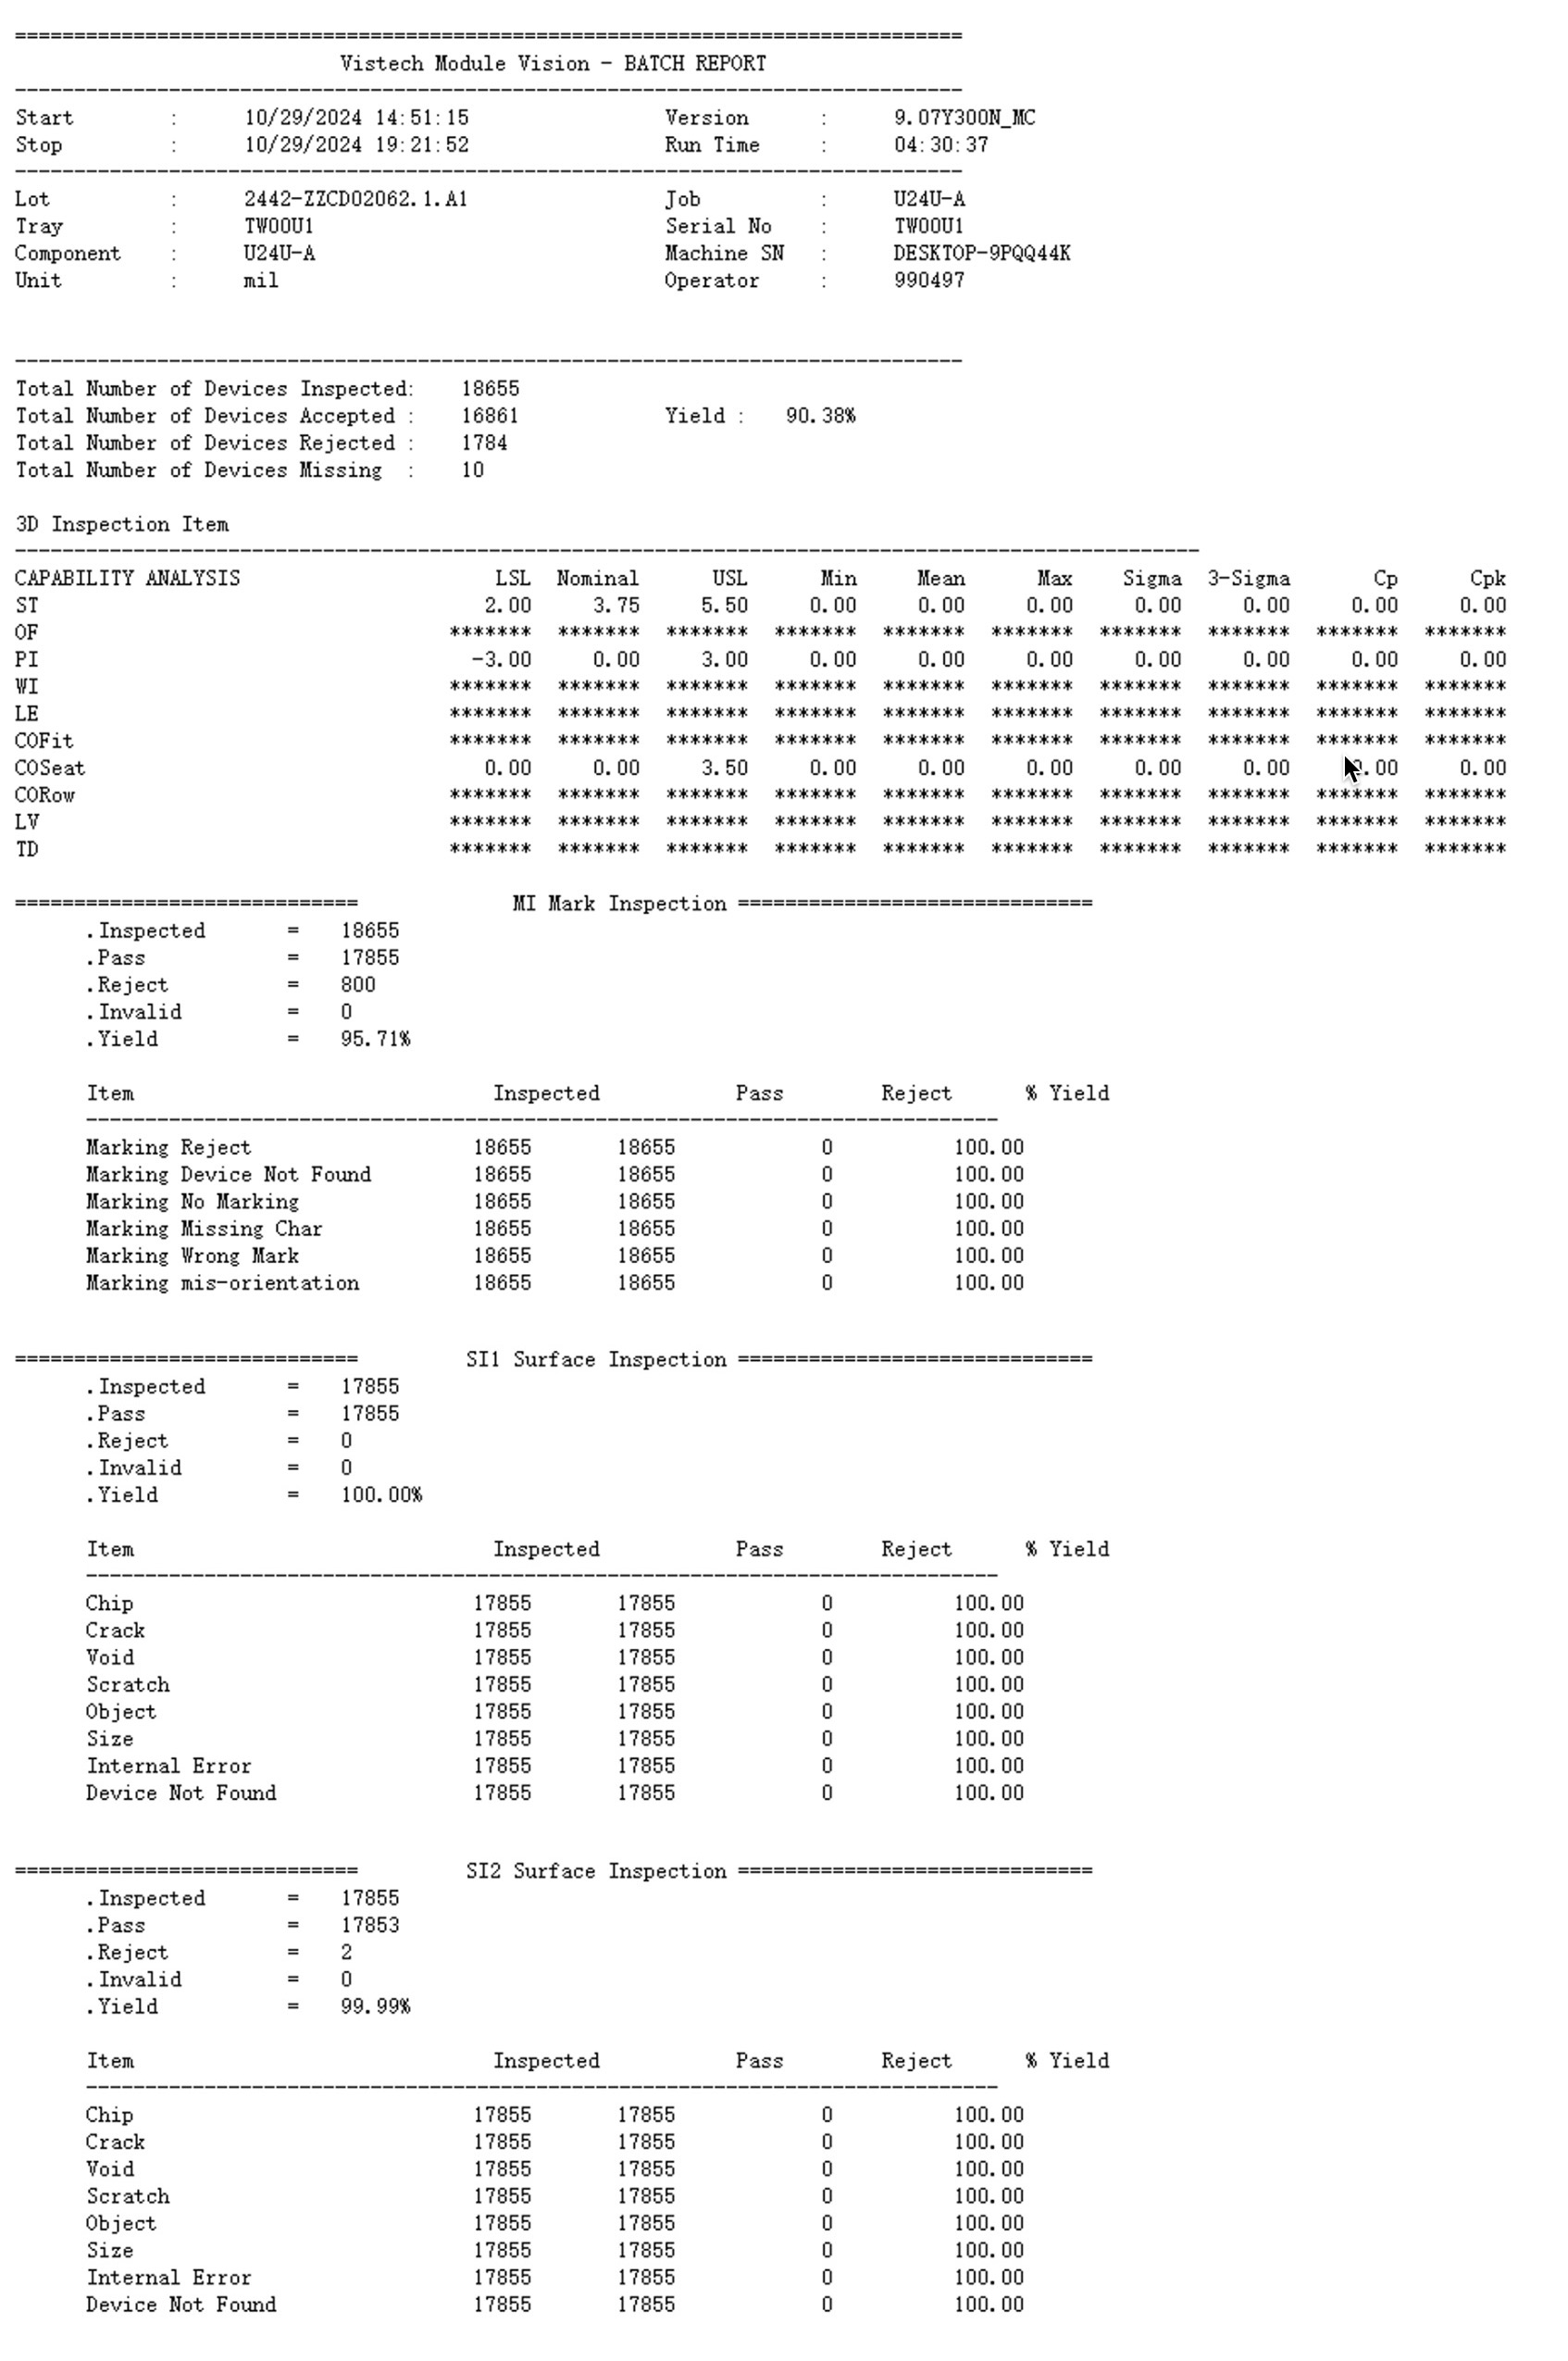 ================================================================================
Vistech Module Vision - BATCH REPORT
--------------------------------------------------------------------------------
Start : 10/29/2024 14:51:15 Version : 9.07Y300N_MC
Stop : 10/29/2024 19:21:52 Run Time : 04:30:37
--------------------------------------------------------------------------------
Lot : 2442-ZZCD02062.1.A1 Job : U24U-A
Tray : TW00U1 Serial No : TW00U1
Component : U24U-A Machine SN : DESKTOP-9PQQ44K
Unit : mil Operator : 990497
--------------------------------------------------------------------------------
Total Number of Devices Inspected: 18655
Total Number of Devices Accepted : 16861 Yield : 90.38%
Total Number of Devices Rejected : 1784
Total Number of Devices Missing : 10
3D Inspection Item
----------------------------------------------------------------------------------------------------
CAPABILITY ANALYSIS LSL Nominal USL Min Mean Max Sigma 3-Sigma Cp Cpk
ST 2.00 3.75 5.50 0.00 0.00 0.00 0.00 0.00 0.00 0.00
OF ******* ******* ******* ******* ******* ******* ******* ******* ******* *******
PI -3.00 0.00 3.00 0.00 0.00 0.00 0.00 0.00 0.00 0.00
WI ******* ******* ******* ******* ******* ******* ******* ******* ******* *******
LE ******* ******* ******* ******* ******* ******* ******* ******* ******* *******
COFit ******* ******* ******* ******* ******* ******* ******* ******* ******* *******
COSeat 0.00 0.00 3.50 0.00 0.00 0.00 0.00 0.00 .00 0.00
CORow ******* ******* ******* ******* ******* ******* ******* ******* ******* *******
LV ******* ******* ******* ******* ******* ******* ******* ******* ******* *******
TD ******* ******* ******* ******* ******* ******* ******* ******* ******* *******
============================= MI Mark Inspection ==============================
.Inspected = 18655
.Pass = 17855
.Reject = 800
.Invalid = 0
.Yield = 95.71%
Item Inspected Pass Reject % Yield
-----------------------------------------------------------------------------
Marking Reject 18655 18655 0 100.00
Marking Device Not Found 18655 18655 0 100.00
Marking No Marking 18655 18655 0 100.00
Marking Missing Char 18655 18655 0 100.00
Marking Wrong Mark 18655 18655 0 100.00
Marking mis-orientation 18655 18655 0 100.00
============================= SI1 Surface Inspection ==============================
.Inspected = 17855
.Pass = 17855
.Reject = 0
.Invalid = 0
.Yield = 100.00%
Item Inspected Pass Reject % Yield
-----------------------------------------------------------------------------
Chip 17855 17855 0 100.00
Crack 17855 17855 0 100.00
Void 17855 17855 0 100.00
Scratch 17855 17855 0 100.00
Object 17855 17855 0 100.00
Size 17855 17855 0 100.00
Internal Error 17855 17855 0 100.00
Device Not Found 17855 17855 0 100.00
============================= SI2 Surface Inspection ==============================
.Inspected = 17855
.Pass = 17853
.Reject = 2
.Invalid = 0
.Yield = 99.99%
Item Inspected Pass Reject % Yield
-----------------------------------------------------------------------------
Chip 17855 17855 0 100.00
Crack 17855 17855 0 100.00
Void 17855 17855 0 100.00
Scratch 17855 17855 0 100.00
Object 17855 17855 0 100.00
Size 17855 17855 0 100.00
Internal Error 17855 17855 0 100.00
Device Not Found 17855 17855 0 100.00